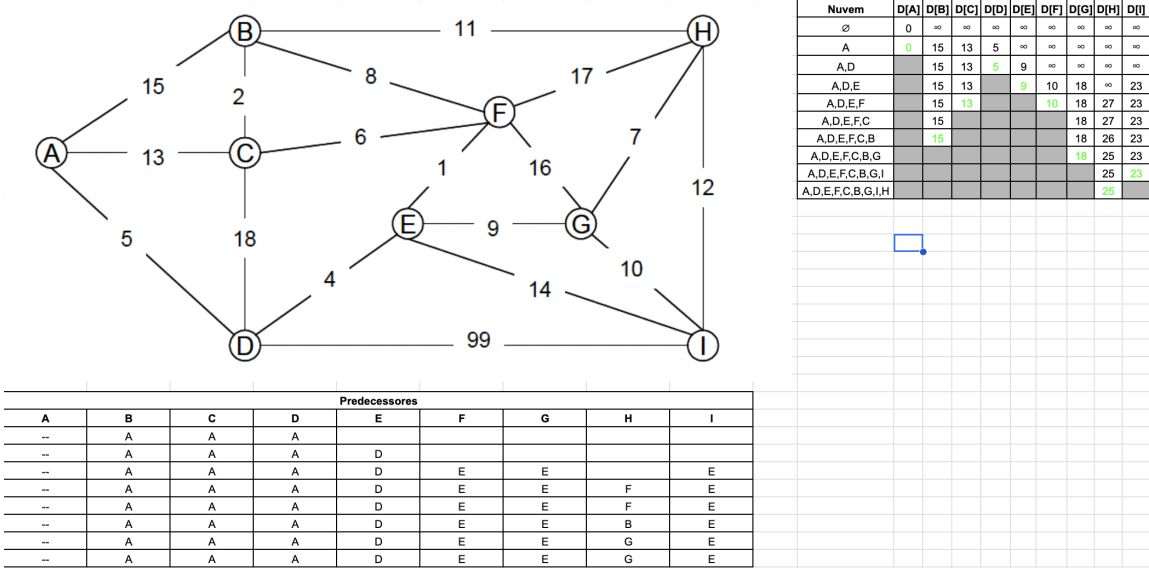 B
11
H
15
8
17
2
F
6
7
A
13
C
1
16
12
E
9
G
5
18
10
4
14
D
99
I
Nuvem D[A] D[B] D[C] D[D] D[E] D[F] D[G] D[H] D[I]
∅ 0 ∞ ∞ ∞ ∞ ∞ ∞ ∞ ∞
A 0 15 13 5 ∞ ∞ ∞ ∞ ∞
A,D 15 13 5 9 ∞ ∞ ∞ ∞
A,D,E 15 13 9 10 18 ∞ 23
A,D,E,F 15 13 10 18 27 23
A,D,E,F,C 15 18 27 23
A,D,E,F,C,B 15 18 26 23
A,D,E,F,C,B,G 18 25 23
A,D,E,F,C,B,G,I 25 23
A,D,E,F,C,B,G,I,H 25
Predecessores
A B C D E F G H I
-- A A A
-- A A A D
-- A A A D E E E
-- A A A D E E F E
-- A A A D E E F E
-- A A A D E E B E
-- A A A D E E G E
-- A A A D E E G E